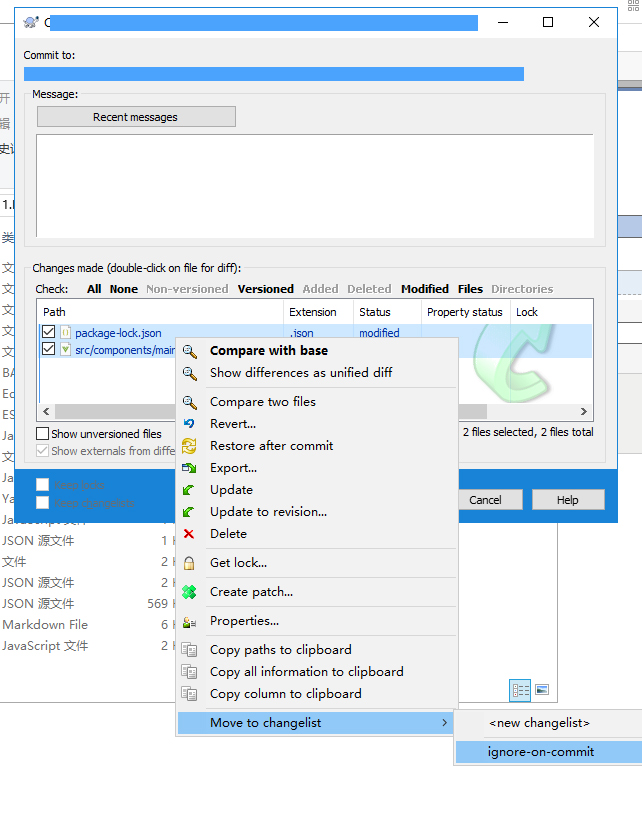 Commit to:
Message:
Recent messages
Changes made (double-click on file for diff):
Check: All None Non-versioned Versioned Added Deleted Modified Files Directories
Path Extension Status Property status Lock
package-lock.json .json modified
src/components/main
Show unversioned files
2 files selected, 2 files total
Show externals from diffe
Cancel Help
Compare with base
Show differences as unified diff
Compare two files
Revert...
Restore after commit
Export...
Update
Update to revision...
Delete
Get lock...
Create patch...
Properties...
Copy paths to clipboard
Copy all information to clipboard
Copy column to clipboard
Move to changelist
<new changelist>
ignore-on-commit
JSON 源文件 1
文件 2
JSON 源文件 2
JSON 源文件 569
Markdown File 6
JavaScript 文件 2